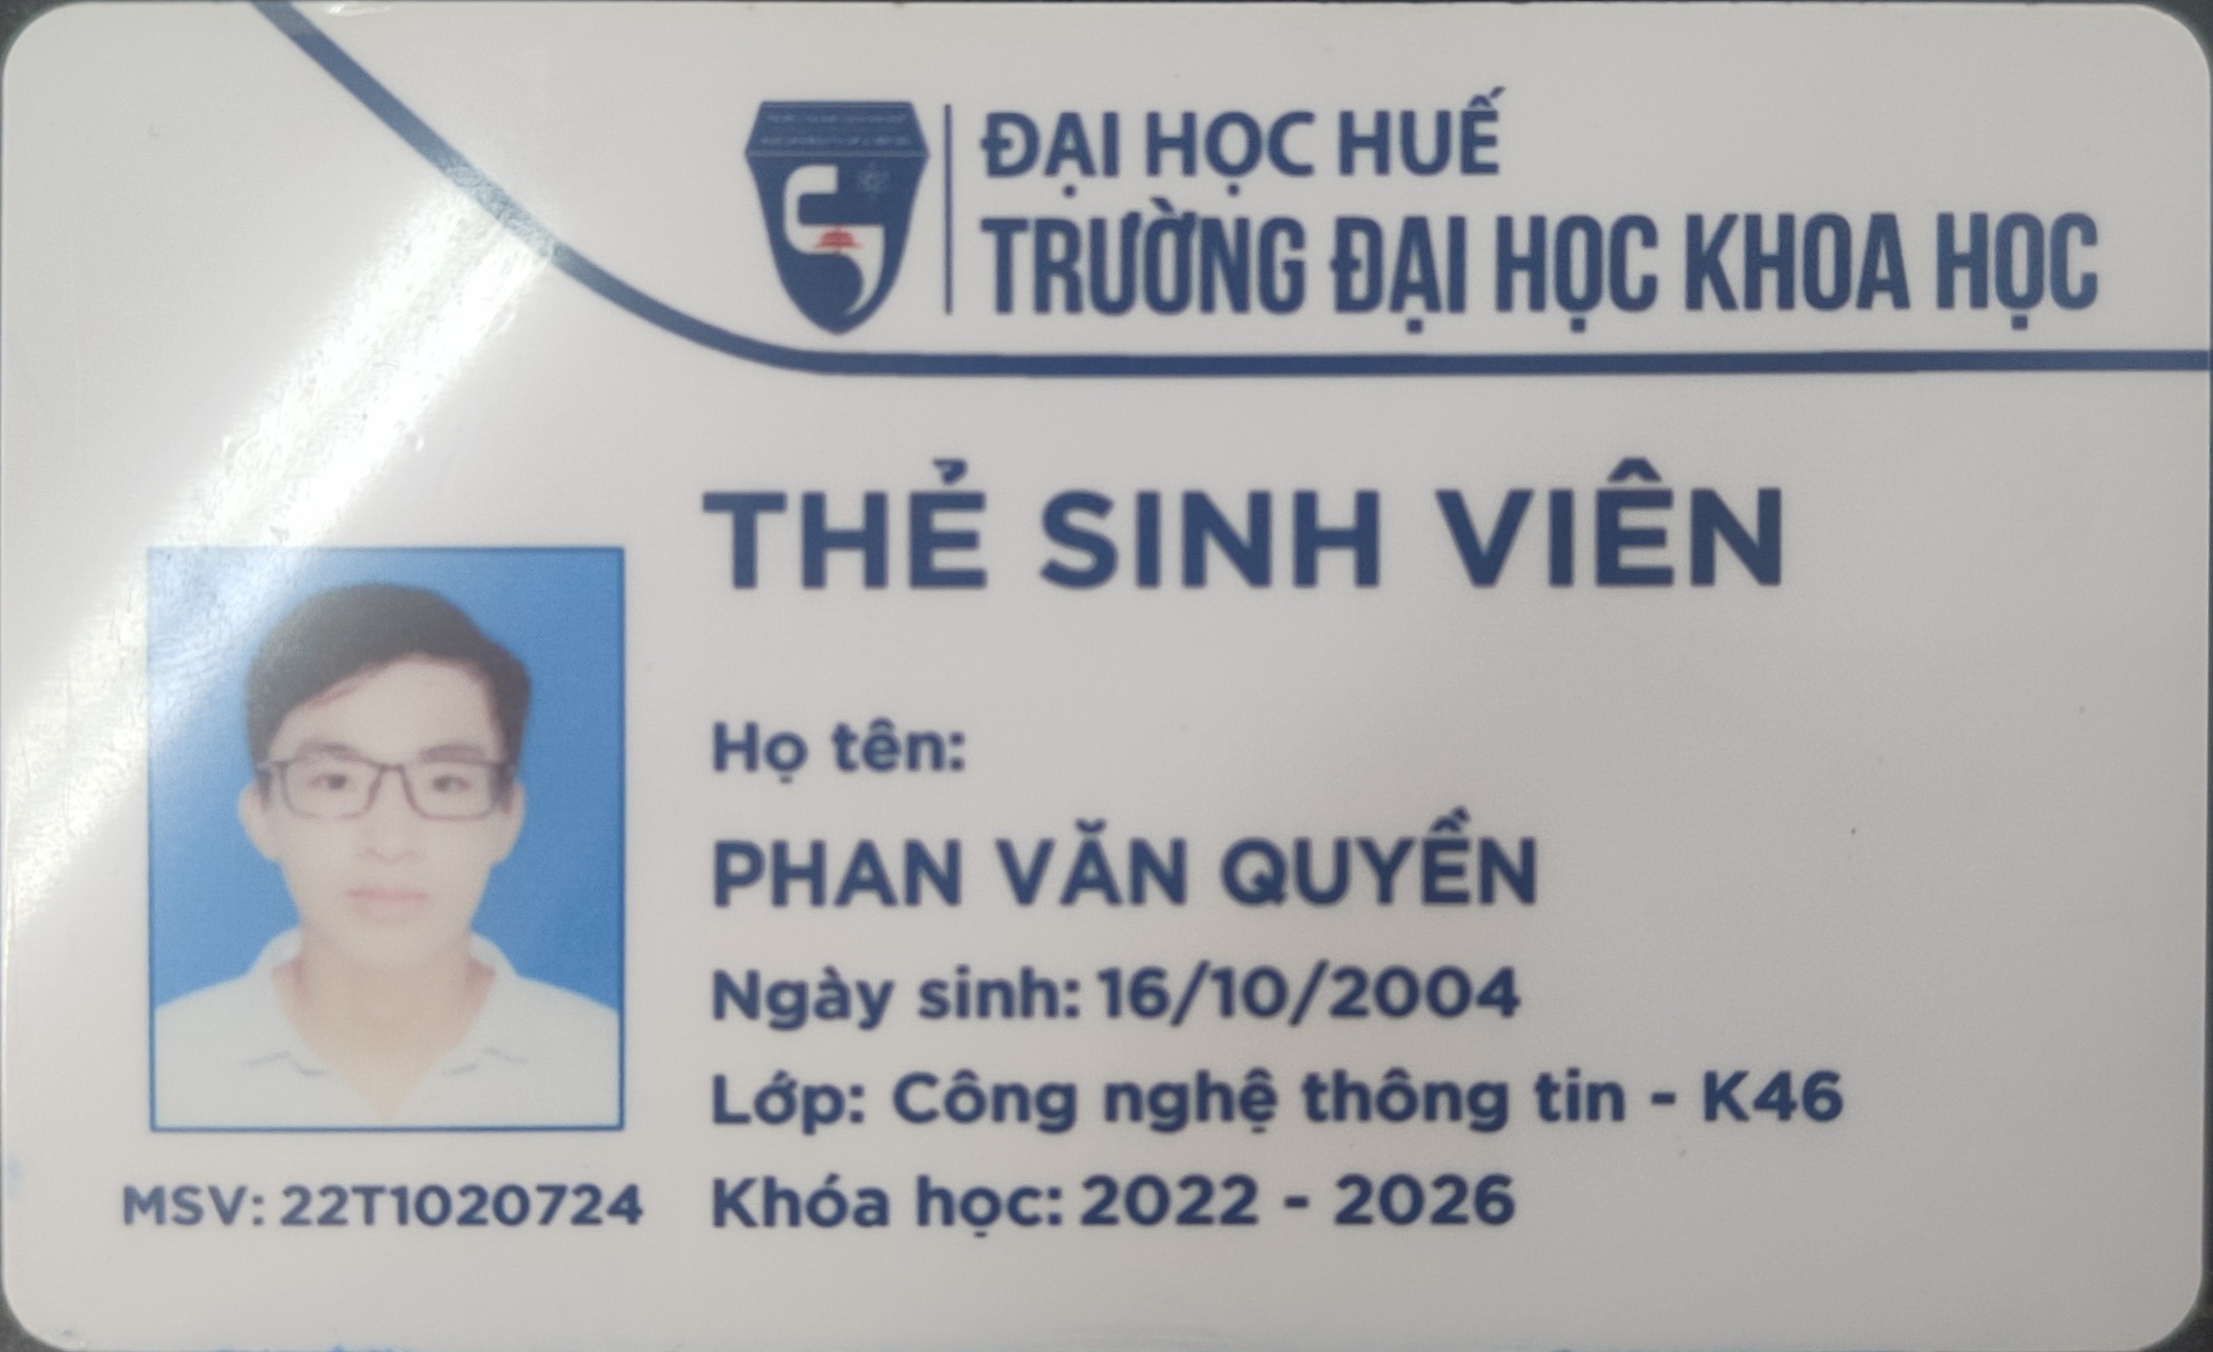 ĐẠI HỌC HUẾ
TRƯỜNG ĐẠI HỌC KHOA HỌC
THẺ SINH VIÊN
Họ tên:
PHAN VĂN QUYỀN
Ngày sinh: 16/10/2004
Lớp: Công nghệ thông tin - K46
Khóa học: 2022 - 2026
MSV: 22T1020724